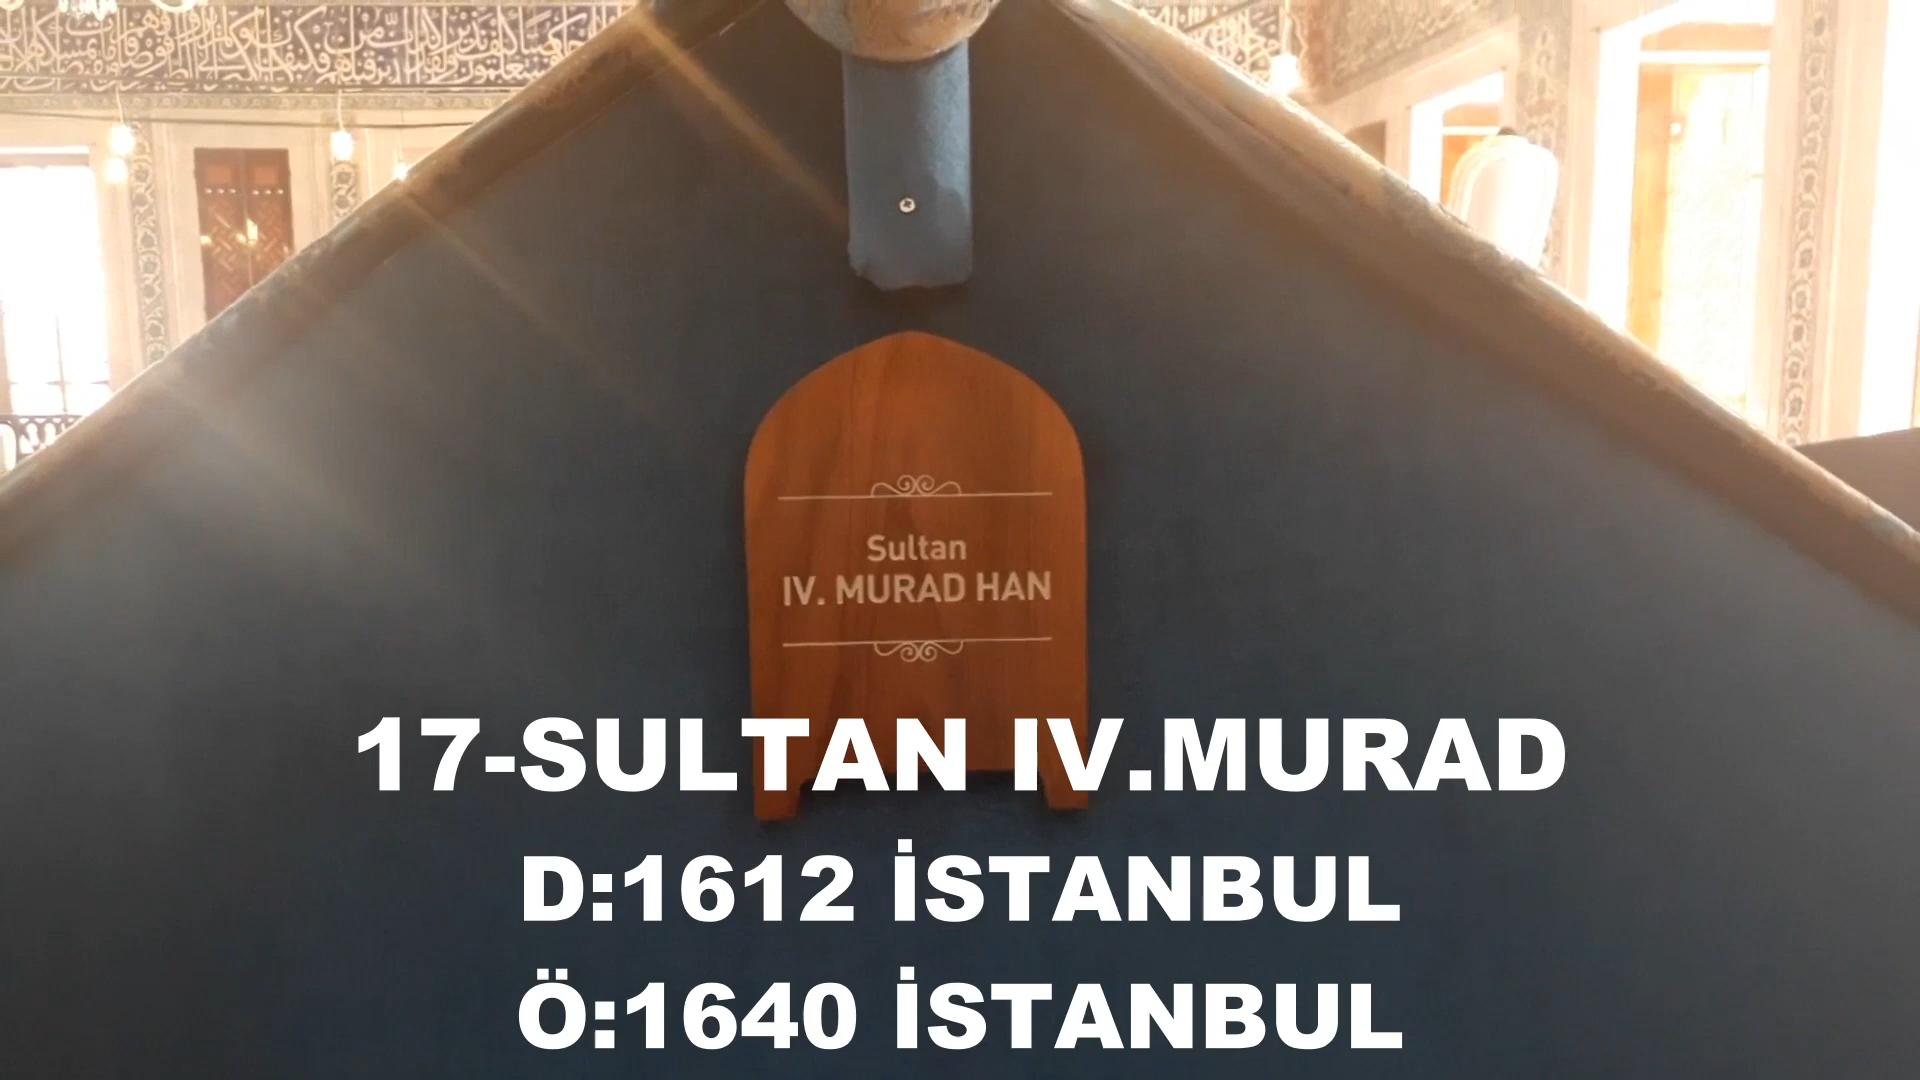 Sultan
IV. MURAD HAN
17-SULTAN IV.MURAD
D:1612 İSTANBUL
Ö:1640 İSTANBUL